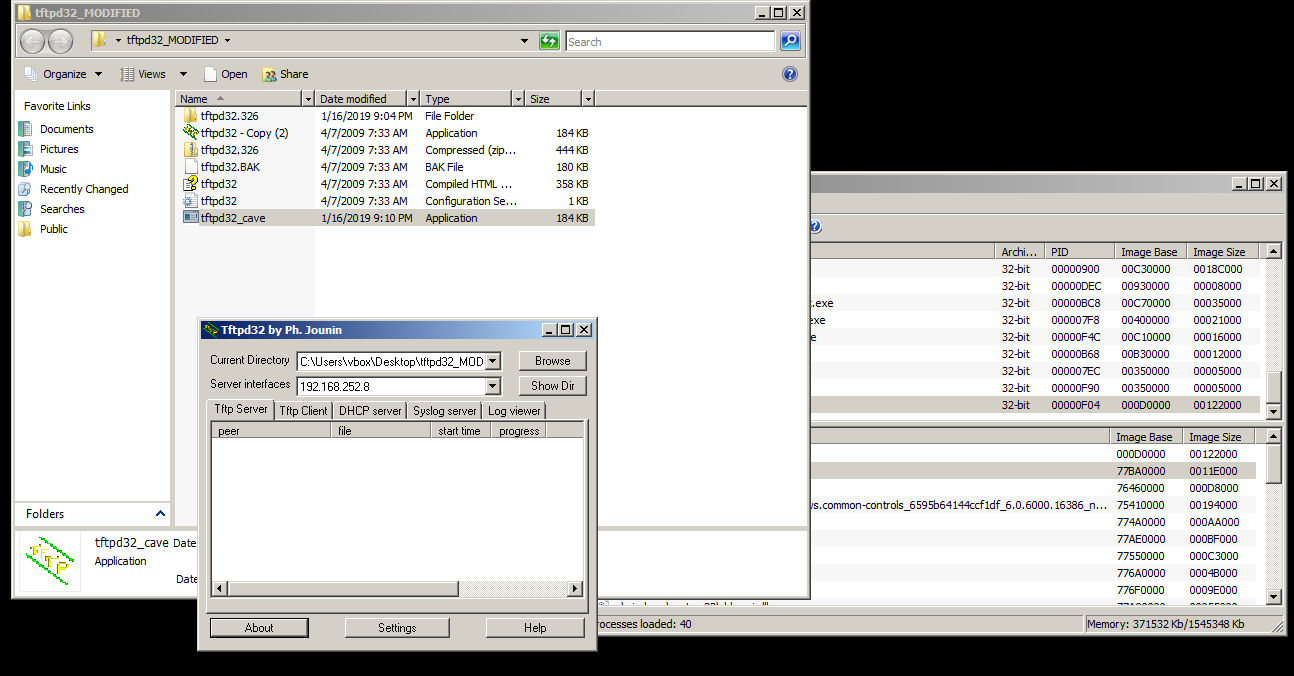 tftpd32_MODIFIED
tftpd32_MODIFIED
Search
Organize Views Open Share
Favorite Links
Documents
Pictures
Music
Recently Changed
Searches
Public
Folders
Name Date modified Type Size
tftpd32.326 1/16/2019 9:04 PM File Folder
tftpd32 - Copy (2) 4/7/2009 7:33 AM Application 184 KB
tftpd32.326 4/7/2009 7:33 AM Compressed (zip... 444 KB
tftpd32.BAK 4/7/2009 7:33 AM BAK File 180 KB
tftpd32 4/7/2009 7:33 AM Compiled HTML ... 358 KB
tftpd32 4/7/2009 7:33 AM Configuration Se... 1 KB
tftpd32_cave 1/16/2019 9:10 PM Application 184 KB
tftpd32_cave Date
Application
Date
Tftpd32 by Ph. Jounin
Current Directory C:\Users\vbox\Desktop\tftpd32_MOD Browse
Server interfaces 192.168.252.8 Show Dir
Tftp Server Tftp Client DHCP server Syslog server Log viewer
peer file start time progress
About Settings Help
Archi... PID Image Base Image Size
32-bit 00000900 00C30000 0018C000
32-bit 00000DEC 00930000 00008000
.exe 32-bit 00000BC8 00C70000 00035000
exe 32-bit 000007F8 00400000 00021000
e 32-bit 00000F4C 00C10000 00016000
32-bit 00000B68 00B30000 00012000
32-bit 000007EC 00350000 00005000
32-bit 00000F90 00350000 00005000
32-bit 00000F04 000D0000 00122000
Image Base Image Size
000D0000 00122000
77BA0000 0011E000
76460000 000D8000
vs.common-controls_6595b64144ccf1df_6.0.6000.16386_n... 75410000 00194000
774A0000 000AA000
77AE0000 000BF000
77550000 000C3000
776A0000 0004B000
776F0000 0009E000
ocesses loaded: 40 Memory: 371532 Kb/1545348 Kb